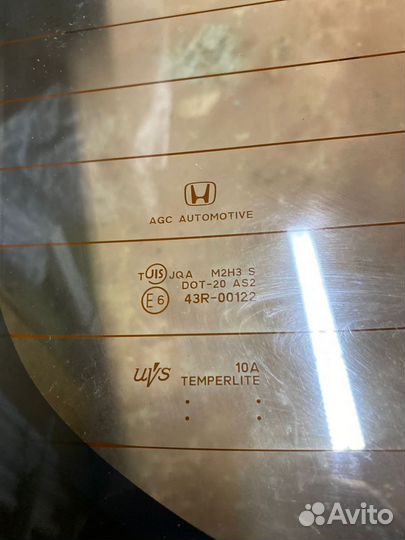 AGC AUTOMOTIVE
T JIS JQA M2H3 S
DOT-20 AS2
E6 43R-00122
UVS 10A
TEMPERLITE
Avito